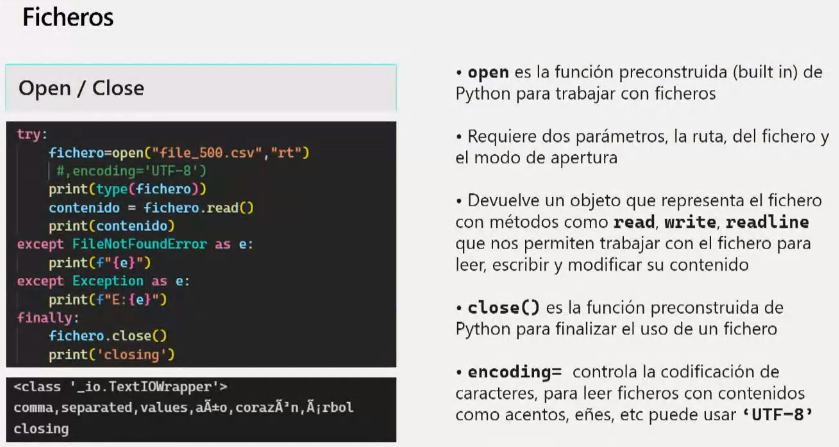 Ficheros
Open / Close
try:
    fichero=open("file_500.csv","rt")
     #,encoding='UTF-8')
    print(type(fichero))
    contenido = fichero.read()
    print(contenido)
except FileNotFoundError as e:
    print(f"{e}")
except Exception as e:
    print(f"E:{e}")
finally:
    fichero.close()
    print('closing')
<class '_io.TextIOWrapper'>
comma,separated,values,aÃ±o,corazÃ³n,Ã¡rbol
closing
• open es la función preconstruida (built in) de
Python para trabajar con ficheros
• Requiere dos parámetros, la ruta, del fichero y
el modo de apertura
• Devuelve un objeto que representa el fichero
con métodos como read, write, readline
que nos permiten trabajar con el fichero para
leer, escribir y modificar su contenido
• close() es la función preconstruida de
Python para finalizar el uso de un fichero
• encoding= controla la codificación de
caracteres, para leer ficheros con contenidos
como acentos, eñes, etc puede usar ‘UTF-8’